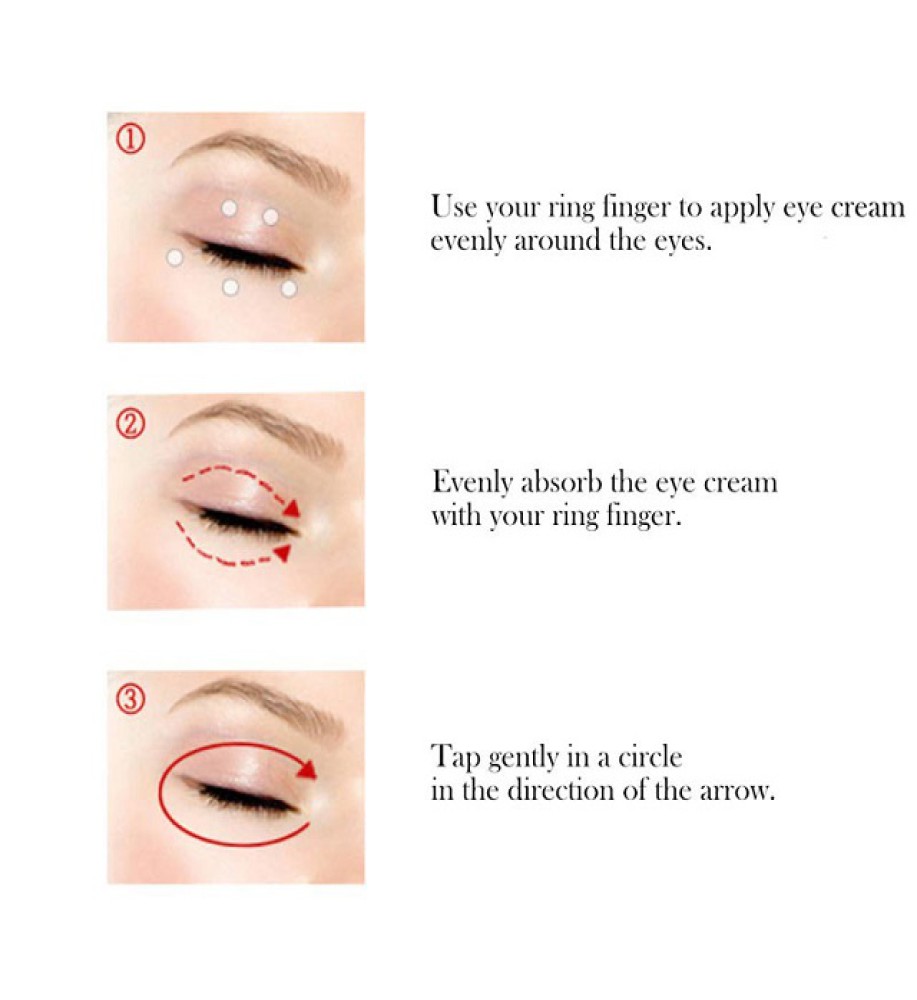 ①
Use your ring finger to apply eye cream
evenly around the eyes.
②
Evenly absorb the eye cream
with your ring finger.
③
Tap gently in a circle
in the direction of the arrow.